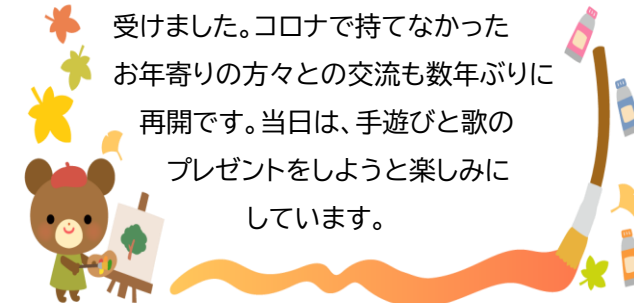 受けました。コロナで持てなかった
お年寄りの方々との交流も数年ぶりに
再開です。当日は、手遊びと歌の
プレゼントをしようと楽しみに
しています。